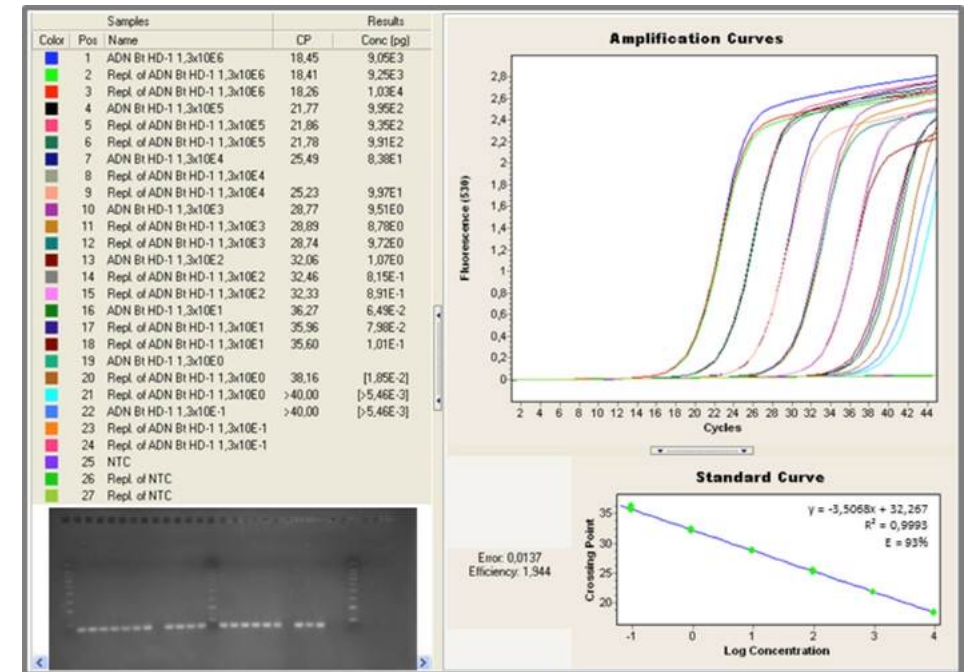 Samples Results
Color Pos Name CP Conc (pg)
1 ADN Bt HD-1 1,3x10E6 18,45 9,05E3
2 Repl. of ADN Bt HD-1 1,3x10E6 18,41 9,25E3
3 Repl. of ADN Bt HD-1 1,3x10E6 18,26 1,03E4
4 ADN Bt HD-1 1,3x10E5 21,77 9,95E2
5 Repl. of ADN Bt HD-1 1,3x10E5 21,86 9,35E2
6 Repl. of ADN Bt HD-1 1,3x10E5 21,78 9,91E2
7 ADN Bt HD-1 1,3x10E4 25,49 8,38E1
8 Repl. of ADN Bt HD-1 1,3x10E4
9 Repl. of ADN Bt HD-1 1,3x10E4 25,23 9,97E1
10 ADN Bt HD-1 1,3x10E3 28,77 9,51E0
11 Repl. of ADN Bt HD-1 1,3x10E3 28,89 8,78E0
12 Repl. of ADN Bt HD-1 1,3x10E3 28,74 9,72E0
13 ADN Bt HD-1 1,3x10E2 32,06 1,07E0
14 Repl. of ADN Bt HD-1 1,3x10E2 32,46 8,15E-1
15 Repl. of ADN Bt HD-1 1,3x10E2 32,33 8,91E-1
16 ADN Bt HD-1 1,3x10E1 36,27 6,49E-2
17 Repl. of ADN Bt HD-1 1,3x10E1 35,96 7,98E-2
18 Repl. of ADN Bt HD-1 1,3x10E1 35,60 1,01E-1
19 ADN Bt HD-1 1,3x10E0
20 Repl. of ADN Bt HD-1 1,3x10E0 38,16 [1,85E-2]
21 Repl. of ADN Bt HD-1 1,3x10E0 >40,00 [>5,46E-3]
22 ADN Bt HD-1 1,3x10E-1 >40,00 [>5,46E-3]
23 Repl. of ADN Bt HD-1 1,3x10E-1
24 Repl. of ADN Bt HD-1 1,3x10E-1
25 NTC
26 Repl. of NTC
27 Repl. of NTC
Amplification Curves
Fluorescence (530)
2,8
2,6
2,4
2,2
2
1,8
1,6
1,4
1,2
1
0,8
0,6
0,4
0,2
0
2 4 6 8 10 12 14 16 18 20 22 24 26 28 30 32 34 36 38 40 42 44
Cycles
Error: 0,0137
Efficiency: 1,944
Standard Curve
y = -3,5068x + 32,267
R² = 0,9993
E = 93%
Crossing Point
35
30
25
20
-1 0 1 2 3 4
Log Concentration